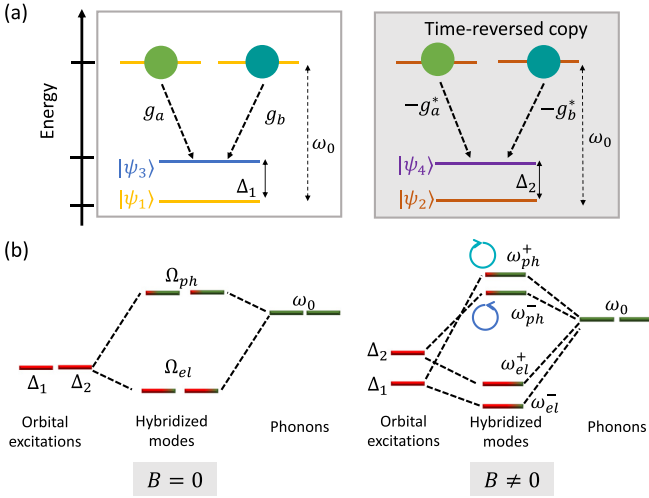 (a)
Energy
g_a
g_b
ω_0
|ψ_3⟩
Δ_1
|ψ_1⟩
Time-reversed copy
−g_a^*
−g_b^*
ω_0
|ψ_4⟩
Δ_2
|ψ_2⟩
(b)
Ω_ph
ω_0
Δ_1 Δ_2
Ω_el
Orbital
excitations
Hybridized
modes
Phonons
B = 0
ω_ph^+
ω_ph^−
ω_0
Δ_2
Δ_1
ω_el^+
ω_el^−
Orbital
excitations
Hybridized
modes
Phonons
B ≠ 0